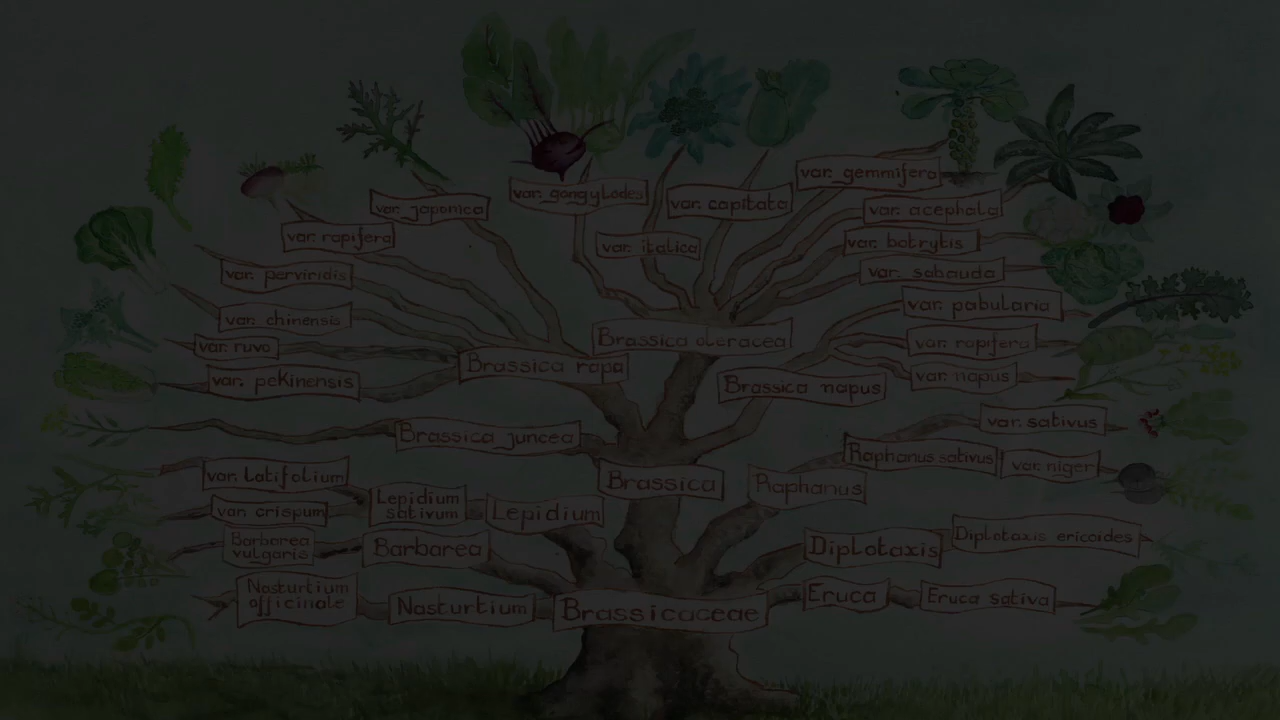 var. gemmifera
var. gongylodes
var. capitata
var. japonica
var. acephala
var. rapifera
var. italica
var. botrytis
var. perviridis
var. sabauda
var. pabularia
var. chinensis
Brassica oleracea
var. rapifera
var. ruvo
Brassica rapa
var. napus
var. pekinensis
Brassica napus
var. sativus
Brassica juncea
Raphanus sativus
var. niger
var. latifolium
Brassica
Raphanus
Lepidium
sativum
Lepidium
var. crispum
Barbarea
vulgaris
Barbarea
Diplotaxis
Diplotaxis ericoides
Nasturtium
officinale
Nasturtium
Brassicaceae
Eruca
Eruca sativa